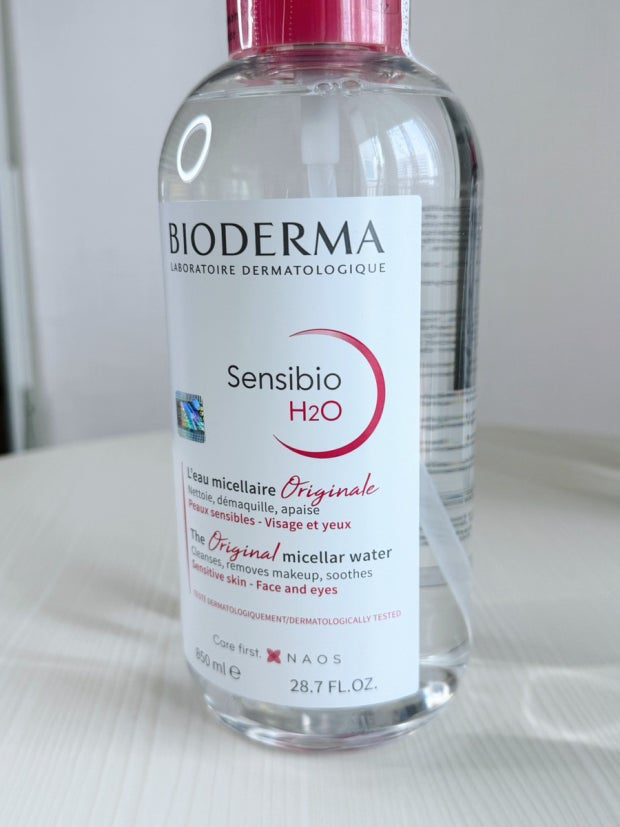 BIODERMA
LABORATOIRE DERMATOLOGIQUE
Sensibio
H2O
L'eau micellaire Originale
Nettoie, démaquille, apaise
Peaux sensibles - Visage et yeux
The Original micellar water
Cleanses, removes makeup, soothes
Sensitive skin - Face and eyes
TESTÉ DERMATOLOGIQUEMENT/DERMATOLOGICALLY TESTED
Care first. NAOS
850 ml ℮
28.7 FL.OZ.